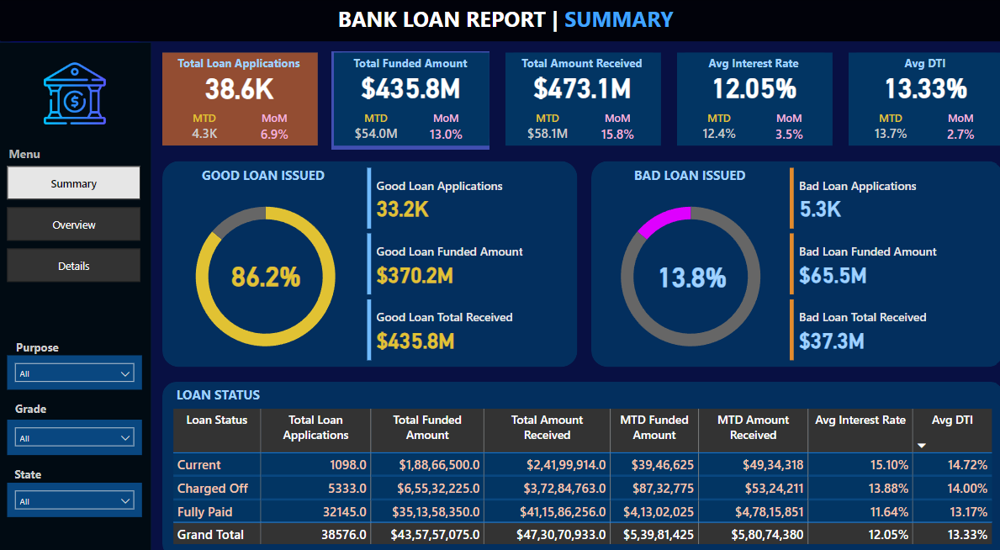 BANK LOAN REPORT | SUMMARY
Total Loan Applications
38.6K
MTD MoM
4.3K 6.9%
Total Funded Amount
$435.8M
MTD MoM
$54.0M 13.0%
Total Amount Received
$473.1M
MTD MoM
$58.1M 15.8%
Avg Interest Rate
12.05%
MTD MoM
12.4% 3.5%
Avg DTI
13.33%
MTD MoM
13.7% 2.7%
$
Menu
Summary
Overview
Details
Purpose
All
Grade
All
State
All
GOOD LOAN ISSUED
86.2%
Good Loan Applications
33.2K
Good Loan Funded Amount
$370.2M
Good Loan Total Received
$435.8M
BAD LOAN ISSUED
13.8%
Bad Loan Applications
5.3K
Bad Loan Funded Amount
$65.5M
Bad Loan Total Received
$37.3M
LOAN STATUS
Loan Status Total Loan Total Funded Total Amount MTD Funded MTD Amount Avg Interest Rate Avg DTI
Applications Amount Received Amount Received
Current 1098.0 $1,88,66,500.0 $2,41,99,914.0 $39,46,625 $49,34,318 15.10% 14.72%
Charged Off 5333.0 $6,55,32,225.0 $3,72,84,763.0 $87,32,775 $53,24,211 13.88% 14.00%
Fully Paid 32145.0 $35,13,58,350.0 $41,15,86,256.0 $4,13,02,025 $4,78,15,851 11.64% 13.17%
Grand Total 38576.0 $43,57,57,075.0 $47,30,70,933.0 $5,39,81,425 $5,80,74,380 12.05% 13.33%